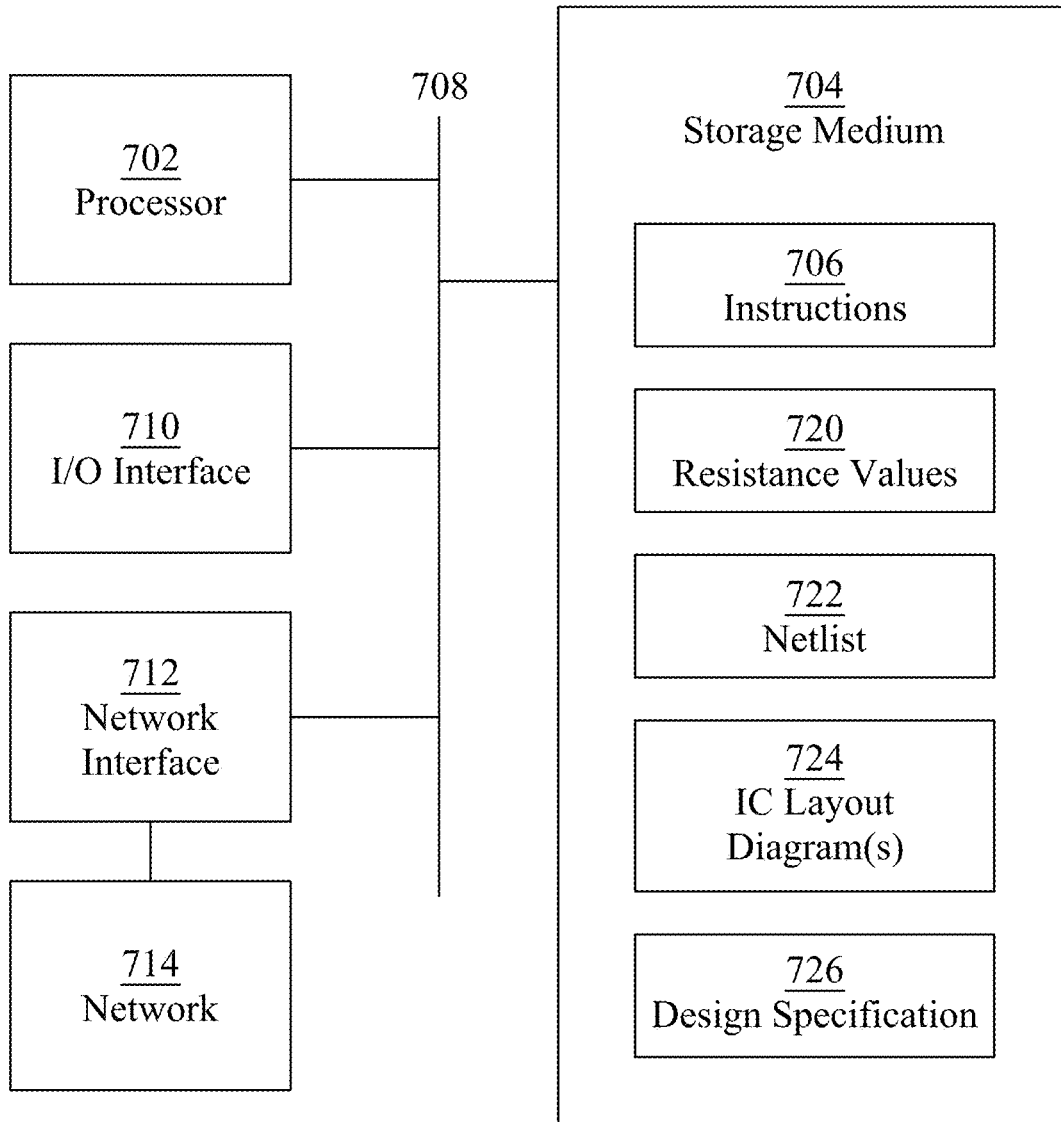 708
702
Processor
710
I/O Interface
712
Network
Interface
714
Network
704
Storage Medium
706
Instructions
720
Resistance Values
722
Netlist
724
IC Layout
Diagram(s)
726
Design Specification